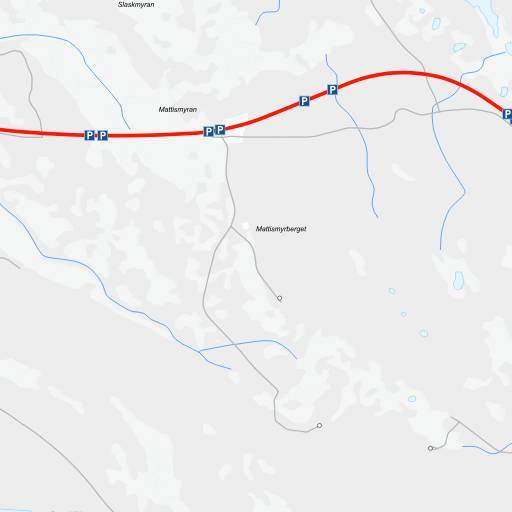 Slaskmyran
Mattismyran
P
P
P P
P P
P
Mattismyrberget